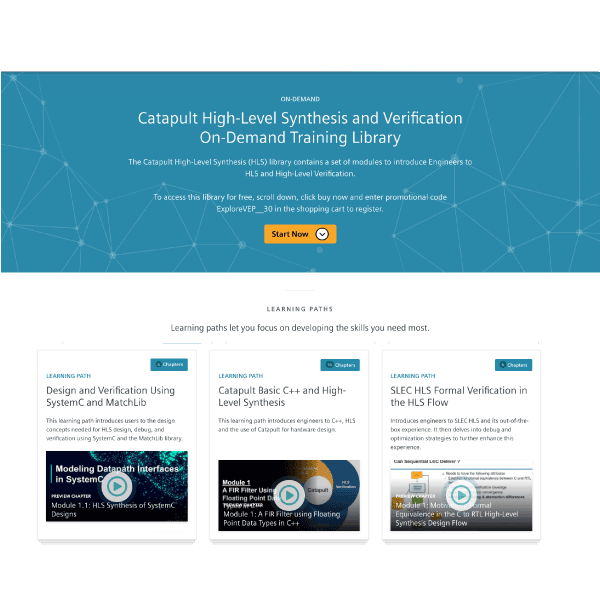 ON-DEMAND
Catapult High-Level Synthesis and Verification
On-Demand Training Library
The Catapult High-Level Synthesis (HLS) library contains a set of modules to introduce Engineers to
HLS and High-Level Verification.
To access this library for free, scroll down, click buy now and enter promotional code
ExploreVEP__30 in the shopping cart to register.
Start Now
LEARNING PATHS
Learning paths let you focus on developing the skills you need most.
Chapters
LEARNING PATH
Design and Verification Using
SystemC and MatchLib
This learning path introduces users to the design
concepts needed for HLS design, debug, and
verification using SystemC and the MatchLib library.
Modeling Datapath Interfaces
in SystemC
PREVIEW CHAPTER
Module 1.1: HLS Synthesis of SystemC
Designs
Chapters
LEARNING PATH
Catapult Basic C++ and High-
Level Synthesis
This learning path introduces engineers to C++, HLS
and the use of Catapult for hardware design.
Module 1
A FIR Filter Using
Floating Point Data
Catapult
HLS
Verification
PREVIEW CHAPTER
Module 1: A FIR Filter using Floating
Point Data Types in C++
Chapters
LEARNING PATH
SLEC HLS Formal Verification in
the HLS Flow
Introduces engineers to SLEC HLS and its out-of-the-
box experience. It then delves into debug and
optimization strategies to further enhance this
experience.
Can Sequential LEC Deliver ?
PREVIEW CHAPTER
Module 1: Formal
Equivalence in the C to RTL High-Level
Synthesis Design Flow